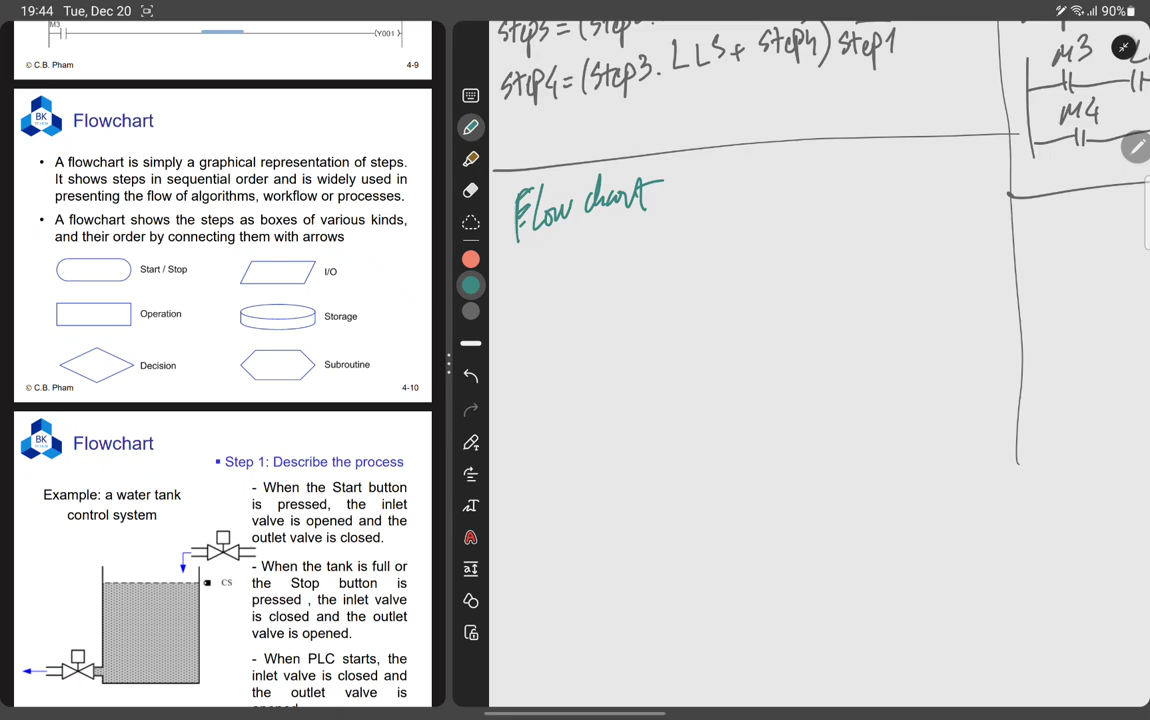 19:44 Tue, Dec 20
90%
M3
(Y001)
© C.B. Pham
4-9
BK
Flowchart
• A flowchart is simply a graphical representation of steps.
It shows steps in sequential order and is widely used in
presenting the flow of algorithms, workflow or processes.
• A flowchart shows the steps as boxes of various kinds,
and their order by connecting them with arrows
Start / Stop
I/O
Operation
Storage
Decision
Subroutine
© C.B. Pham
4-10
BK
Flowchart
▪ Step 1: Describe the process
Example: a water tank
control system
- When the Start button
is pressed, the inlet
valve is opened and the
outlet valve is closed.
- When the tank is full or
the Stop button is
pressed , the inlet valve
is closed and the outlet
valve is opened.
- When PLC starts, the
inlet valve is closed and
the outlet valve is
CS
Step4=(Step3. LLS+ Step4) Step1
Flow chart
M3
M4